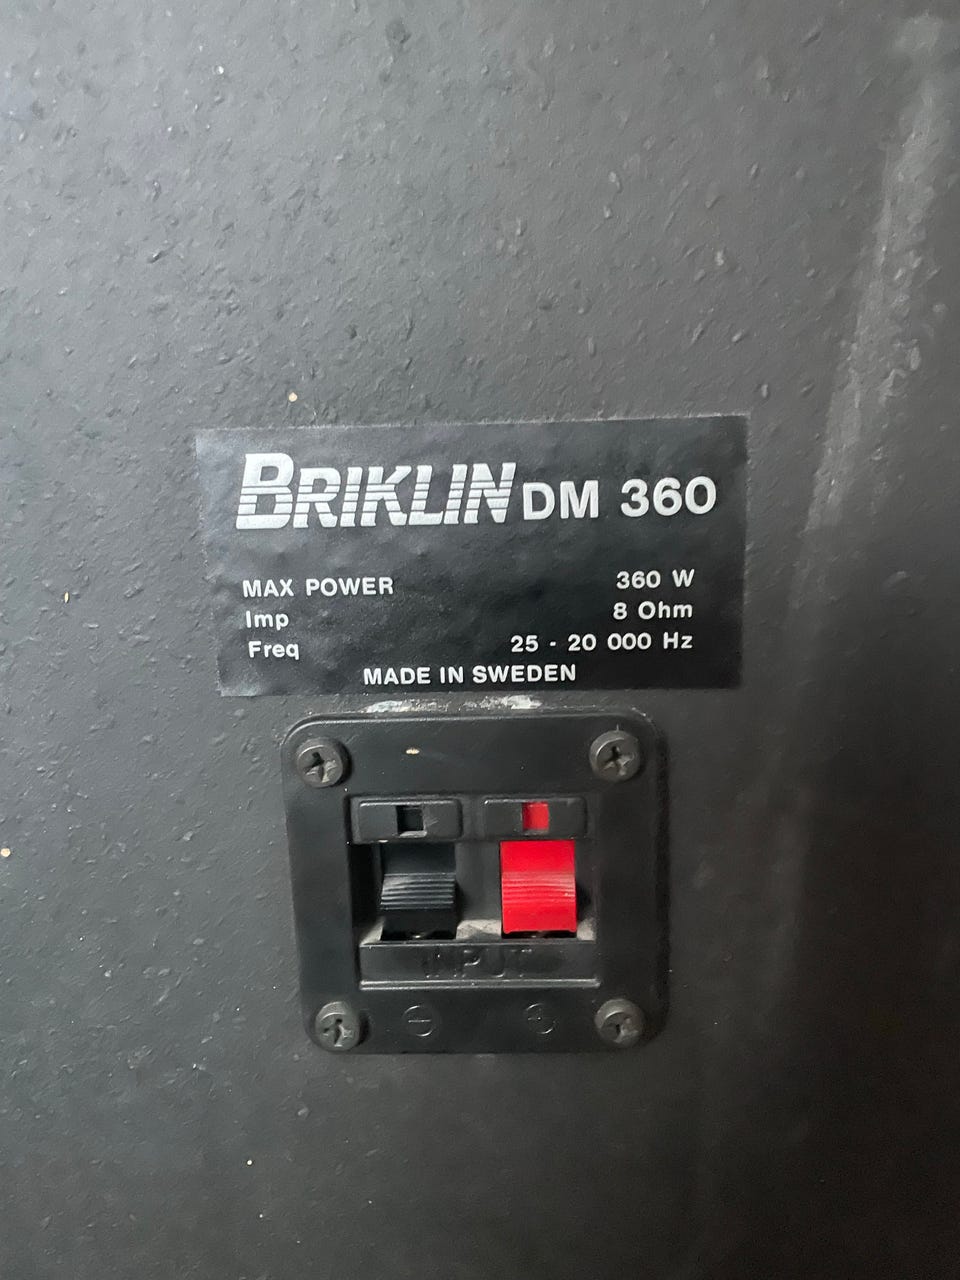 BRIKLIN DM 360
MAX POWER 360 W
Imp 8 Ohm
Freq 25 - 20 000 Hz
MADE IN SWEDEN
INPUT